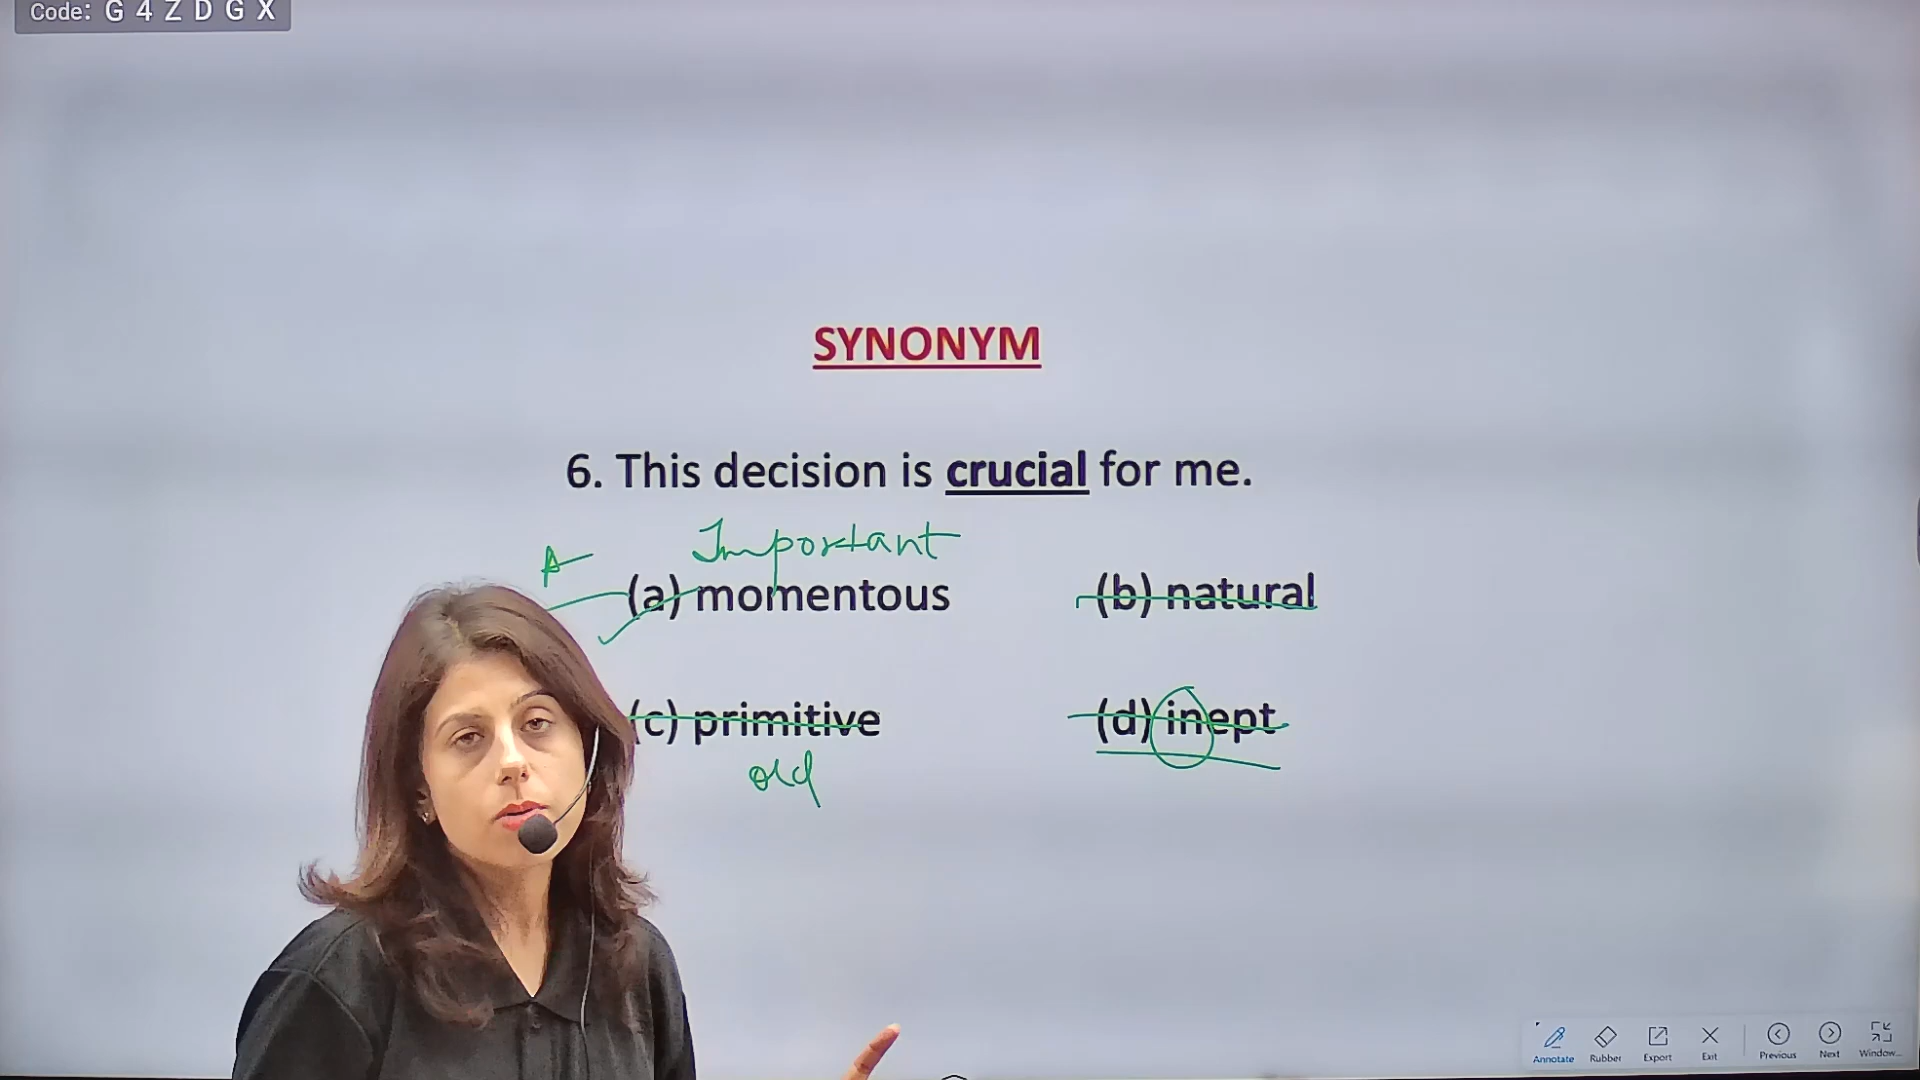 Code: G 4 Z D G X
SYNONYM
6. This decision is crucial for me.
Important
A
(a) momentous (b) natural
(c) primitive (d) inept
old
Annotate Rubber Export Exit Previous Next Window...